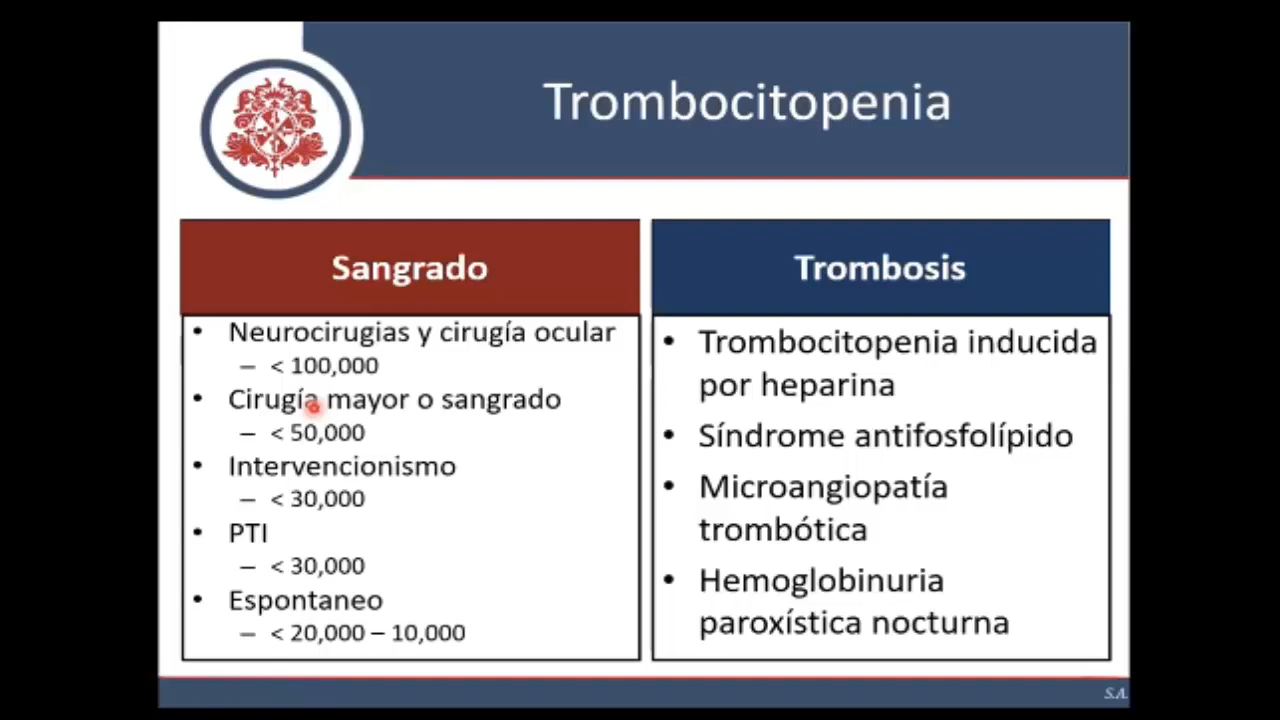 Trombocitopenia
Sangrado
• Neurocirugias y cirugía ocular
– < 100,000
• Cirugía mayor o sangrado
– < 50,000
• Intervencionismo
– < 30,000
• PTI
– < 30,000
• Espontaneo
– < 20,000 – 10,000
Trombosis
• Trombocitopenia inducida
por heparina
• Síndrome antifosfolípido
• Microangiopatía
trombótica
• Hemoglobinuria
paroxística nocturna
S.A.